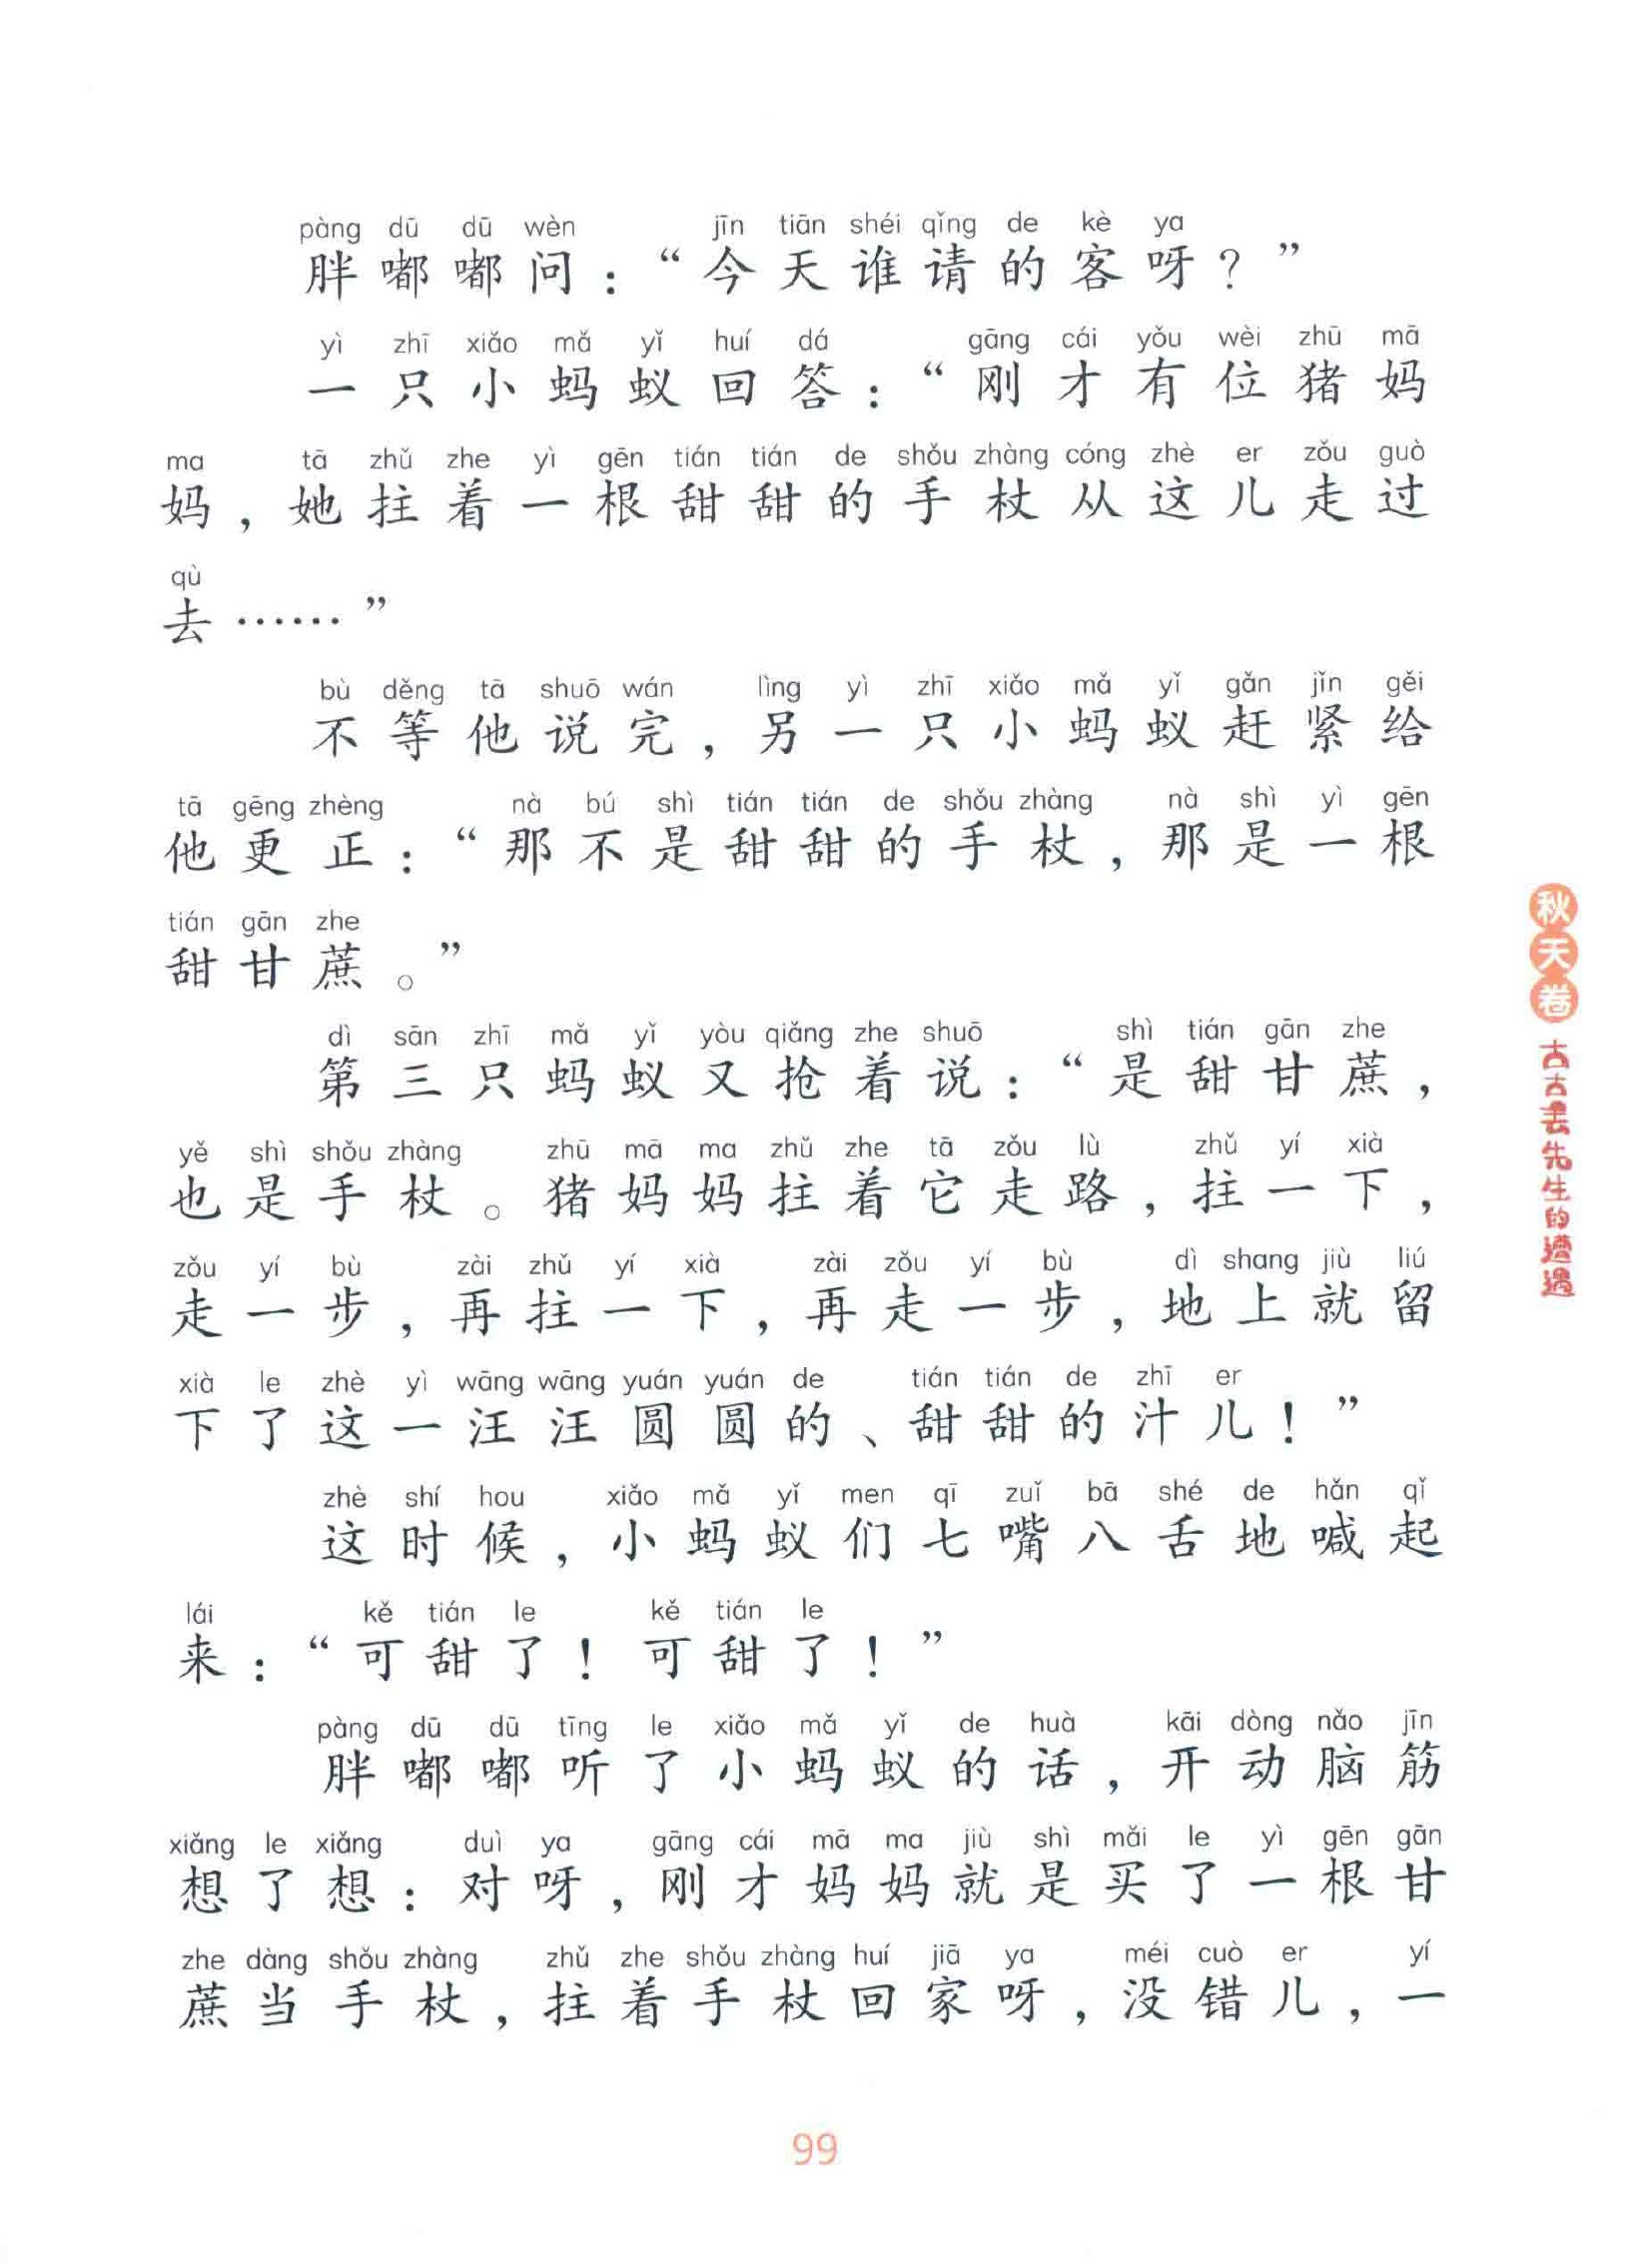 pàng dū dū wèn jīn tiān shéi qǐng de kè ya
胖嘟嘟问：“今天谁请的客呀？”
yì zhī xiǎo mǎ yǐ huí dá gāng cái yǒu wèi zhū mā
一只小蚂蚁回答：“刚才有位猪妈
ma tā zhǔ zhe yì gēn tián tián de shǒu zhàng cóng zhè er zǒu guò
妈，她拄着一根甜甜的手杖从这儿走过
qù
去……”
bù děng tā shuō wán lìng yì zhī xiǎo mǎ yǐ gǎn jǐn gěi
不等他说完，另一只小蚂蚁赶紧给
tā gēng zhèng nà bú shì tián tián de shǒu zhàng nà shì yì gēn
他更正：“那不是甜甜的手杖，那是一根
tián gān zhe
甜甘蔗。”
dì sān zhī mǎ yǐ yòu qiǎng zhe shuō shì tián gān zhe
第三只蚂蚁又抢着说：“是甜甘蔗，
yě shì shǒu zhàng zhū mā ma zhǔ zhe tā zǒu lù zhǔ yí xià
也是手杖。猪妈妈拄着它走路，拄一下，
zǒu yí bù zài zhǔ yí xià zài zǒu yí bù dì shang jiù liú
走一步，再拄一下，再走一步，地上就留
xià le zhè yì wāng wāng yuán yuán de tián tián de zhī er
下了这一汪汪圆圆的、甜甜的汁儿！”
zhè shí hou xiǎo mǎ yǐ men qī zuǐ bā shé de hǎn qǐ
这时候，小蚂蚁们七嘴八舌地喊起
lái kě tián le kě tián le
来：“可甜了！可甜了！”
pàng dū dū tīng le xiǎo mǎ yǐ de huà kāi dòng nǎo jīn
胖嘟嘟听了小蚂蚁的话，开动脑筋
xiǎng le xiǎng duì ya gāng cái mā ma jiù shì mǎi le yì gēn gān
想了想：对呀，刚才妈妈就是买了一根甘
zhe dàng shǒu zhàng zhǔ zhe shǒu zhàng huí jiā ya méi cuò er yí
蔗当手杖，拄着手杖回家呀，没错儿，一
秋天卷 古古丢先生的遭遇
99